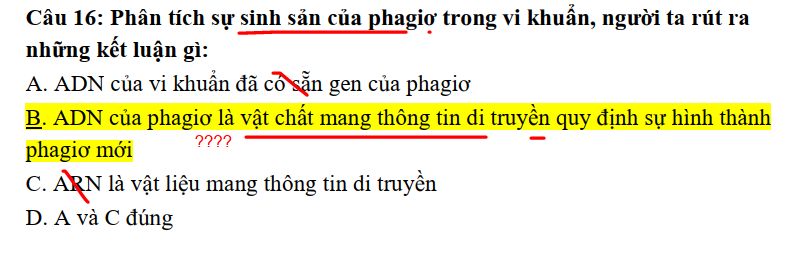 Câu 16: Phân tích sự sinh sản của phagiơ trong vi khuẩn, người ta rút ra
những kết luận gì:
A. ADN của vi khuẩn đã có sẵn gen của phagiơ
B. ADN của phagiơ là vật chất mang thông tin di truyền quy định sự hình thành
phagiơ mới
????
C. ARN là vật liệu mang thông tin di truyền
D. A và C đúng